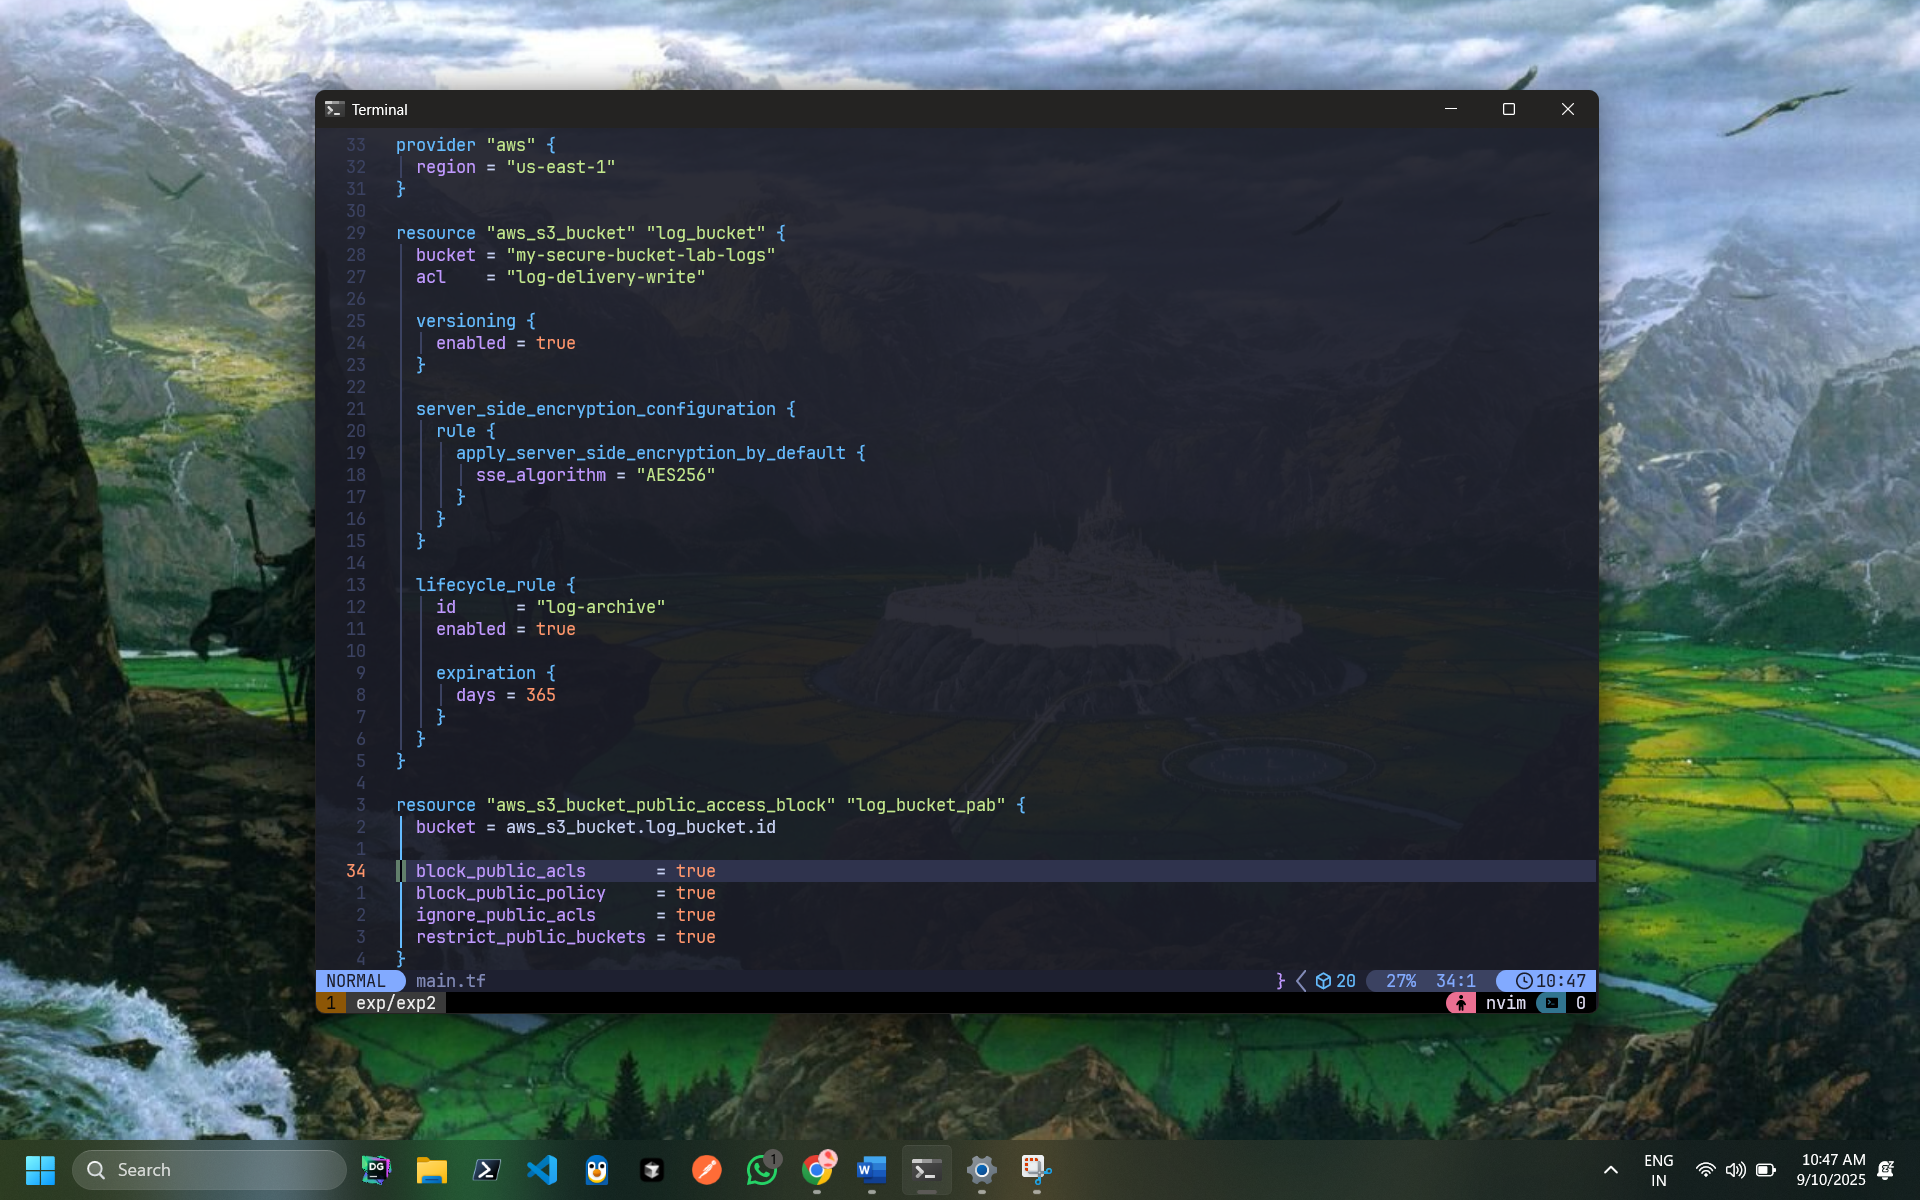 Terminal
33 provider "aws" {
32 region = "us-east-1"
31 }
30
29 resource "aws_s3_bucket" "log_bucket" {
28 bucket = "my-secure-bucket-lab-logs"
27 acl    = "log-delivery-write"
26
25 versioning {
24 enabled = true
23 }
22
21 server_side_encryption_configuration {
20 rule {
19 apply_server_side_encryption_by_default {
18 sse_algorithm = "AES256"
17 }
16 }
15 }
14
13 lifecycle_rule {
12 id      = "log-archive"
11 enabled = true
10
9 expiration {
8 days = 365
7 }
6 }
5 }
4
3 resource "aws_s3_bucket_public_access_block" "log_bucket_pab" {
2 bucket = aws_s3_bucket.log_bucket.id
1
34 block_public_acls       = true
1 block_public_policy     = true
2 ignore_public_acls      = true
3 restrict_public_buckets = true
4 }
NORMAL main.tf } 20 27% 34:1 10:47
1 exp/exp2 nvim 0
Search DG 1 W ENG IN 10:47 AM 9/10/2025